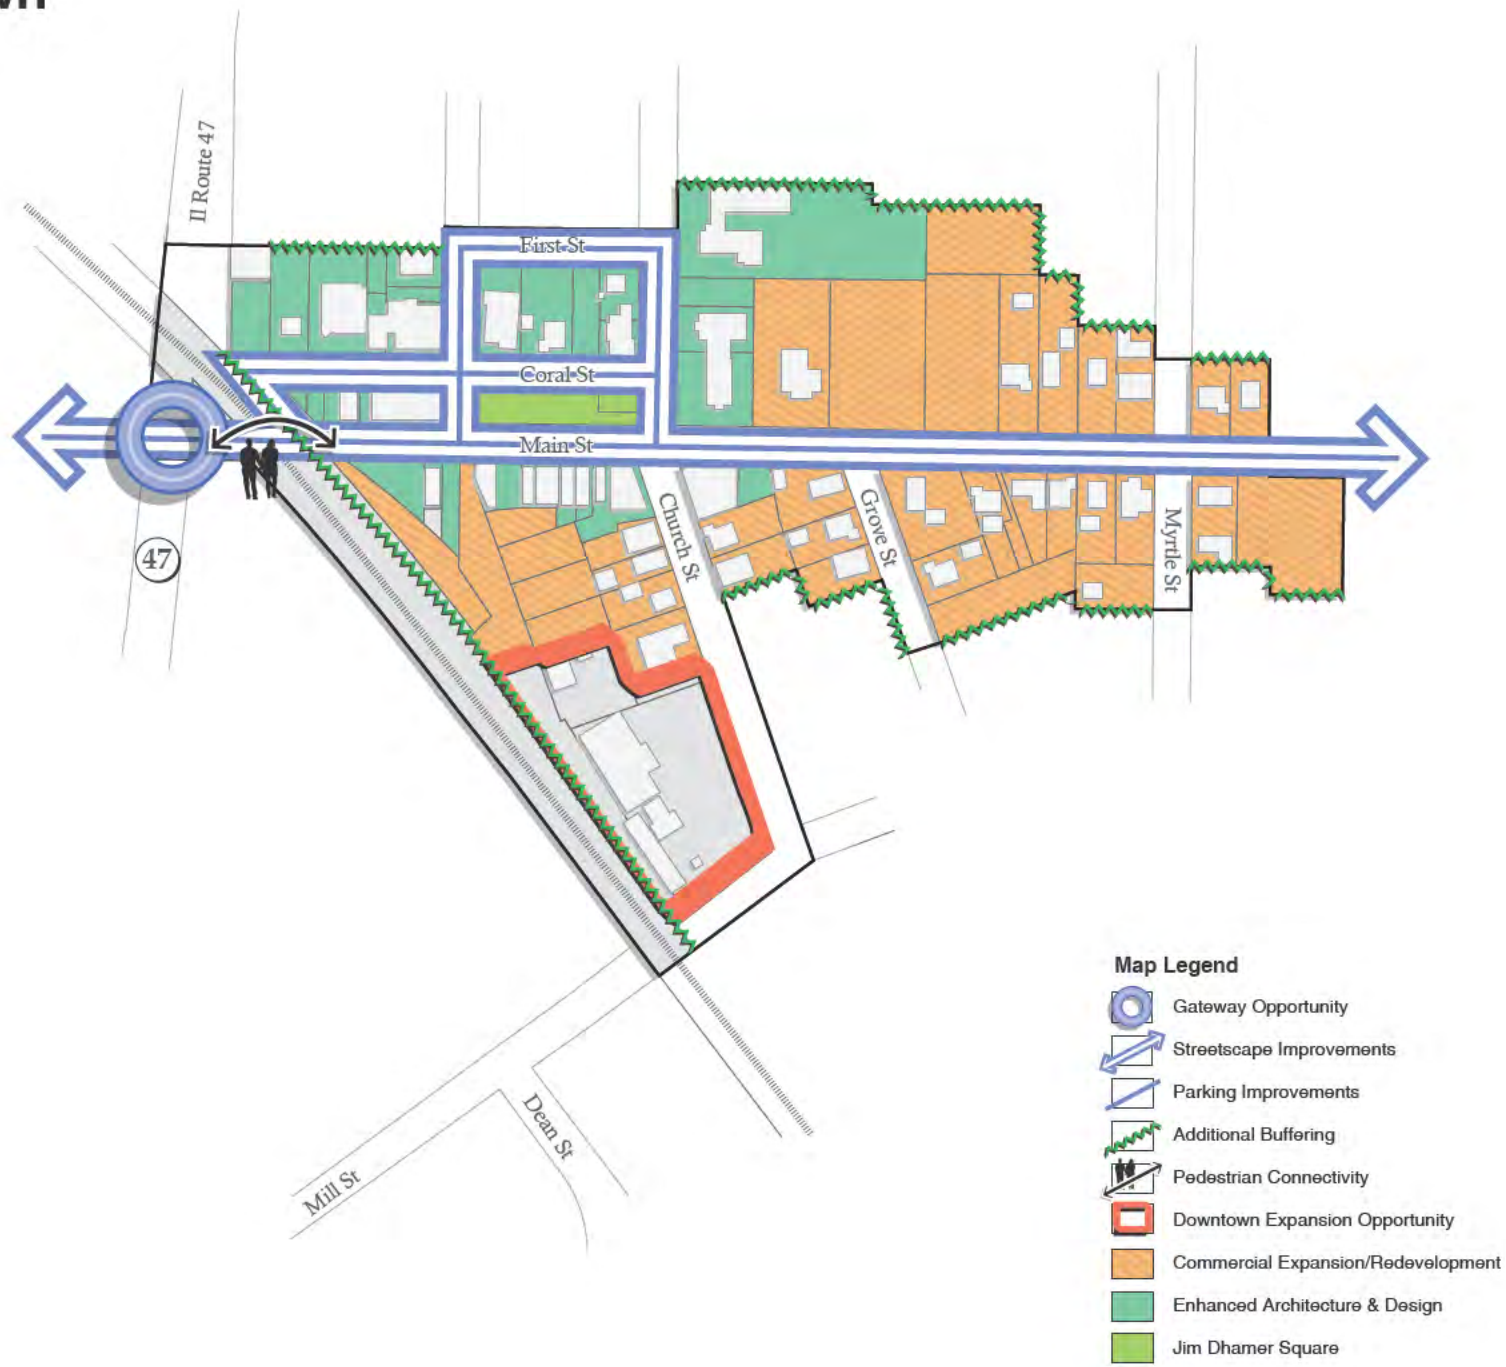 Il Route 47
First St
Coral St
Main St
Church St
Grove St
Myrtle St
47
Dean St
Mill St
Map Legend
Gateway Opportunity
Streetscape Improvements
Parking Improvements
Additional Buffering
Pedestrian Connectivity
Downtown Expansion Opportunity
Commercial Expansion/Redevelopment
Enhanced Architecture & Design
Jim Dhamer Square